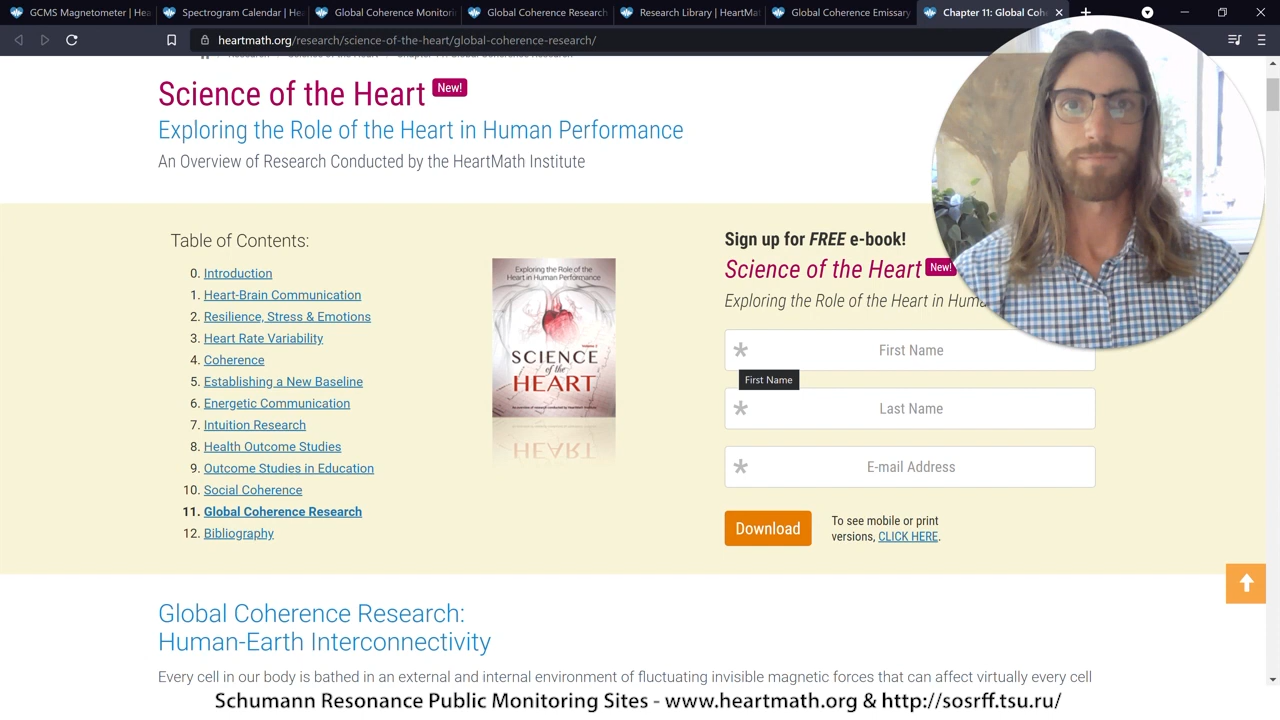 GCMS Magnetometer | Hea
Spectrogram Calendar | He
Global Coherence Monitorin
Global Coherence Research
Research Library | HeartMat
Global Coherence Emissary
Chapter 11: Global Coh
heartmath.org/research/science-of-the-heart/global-coherence-research/
Science of the Heart New!
Exploring the Role of the Heart in Human Performance
An Overview of Research Conducted by the HeartMath Institute
Table of Contents:
0. Introduction
1. Heart-Brain Communication
2. Resilience, Stress & Emotions
3. Heart Rate Variability
4. Coherence
5. Establishing a New Baseline
6. Energetic Communication
7. Intuition Research
8. Health Outcome Studies
9. Outcome Studies in Education
10. Social Coherence
11. Global Coherence Research
12. Bibliography
Exploring the Role of the
Heart in Human Performance
SCIENCE
of the
HEART
Sign up for FREE e-book!
Science of the Heart New!
Exploring the Role of the Heart in Huma
First Name
First Name
Last Name
E-mail Address
Download
To see mobile or print
versions, CLICK HERE.
Global Coherence Research:
Human-Earth Interconnectivity
Every cell in our body is bathed in an external and internal environment of fluctuating invisible magnetic forces that can affect virtually every cell
Schumann Resonance Public Monitoring Sites - www.heartmath.org & http://sosrff.tsu.ru/